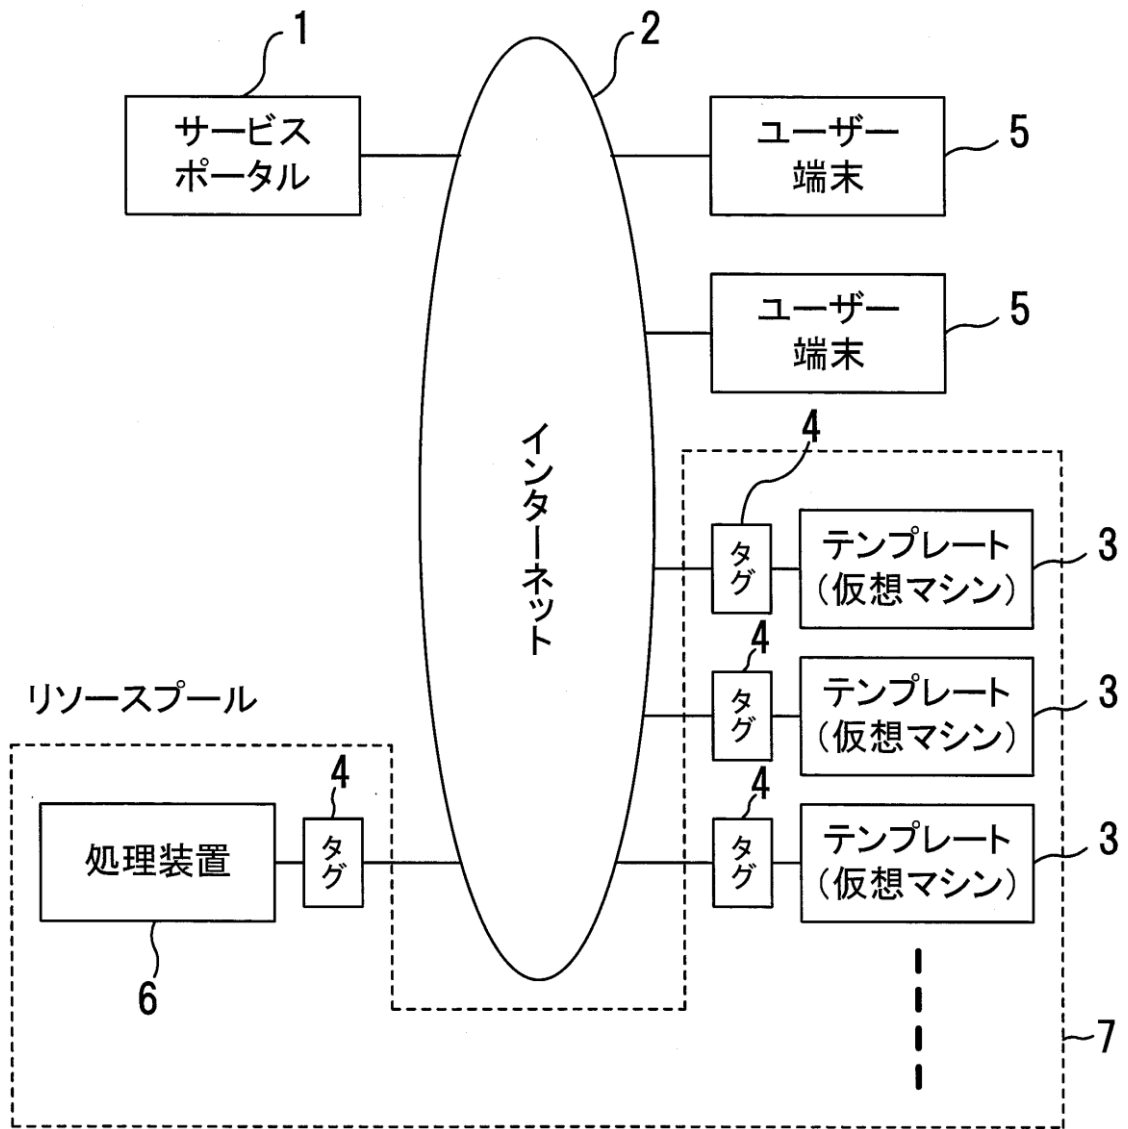 1
2
サービス
ポータル
ユーザー
端末
5
ユーザー
端末
5
インターネット
4
タグ
テンプレート
(仮想マシン)
3
4
タグ
テンプレート
(仮想マシン)
3
リソースプール
4
タグ
テンプレート
(仮想マシン)
3
処理装置
4
タグ
6
7